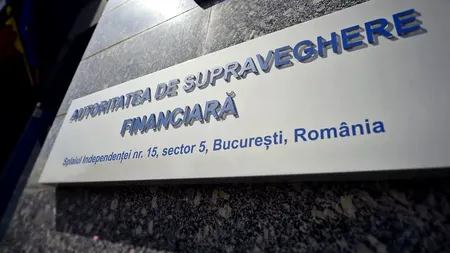 AUTORITATEA DE SUPRAVEGHERE
FINANCIARĂ
Splaiul Independenței nr. 15, sector 5, București, România